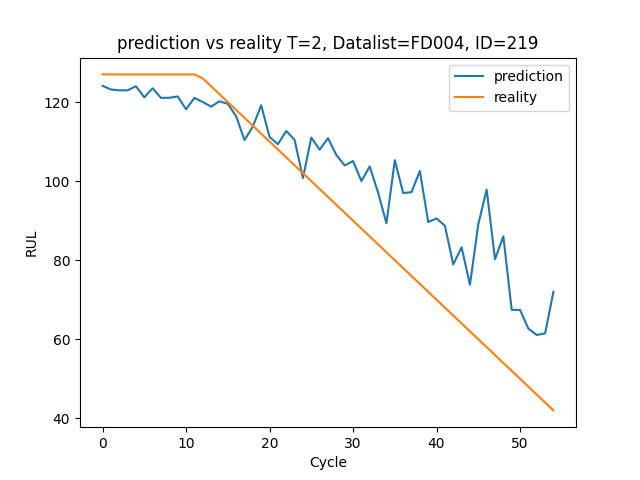 prediction vs reality T=2, Datalist=FD004, ID=219
prediction
reality
RUL
120
100
80
60
40
0 10 20 30 40 50
Cycle